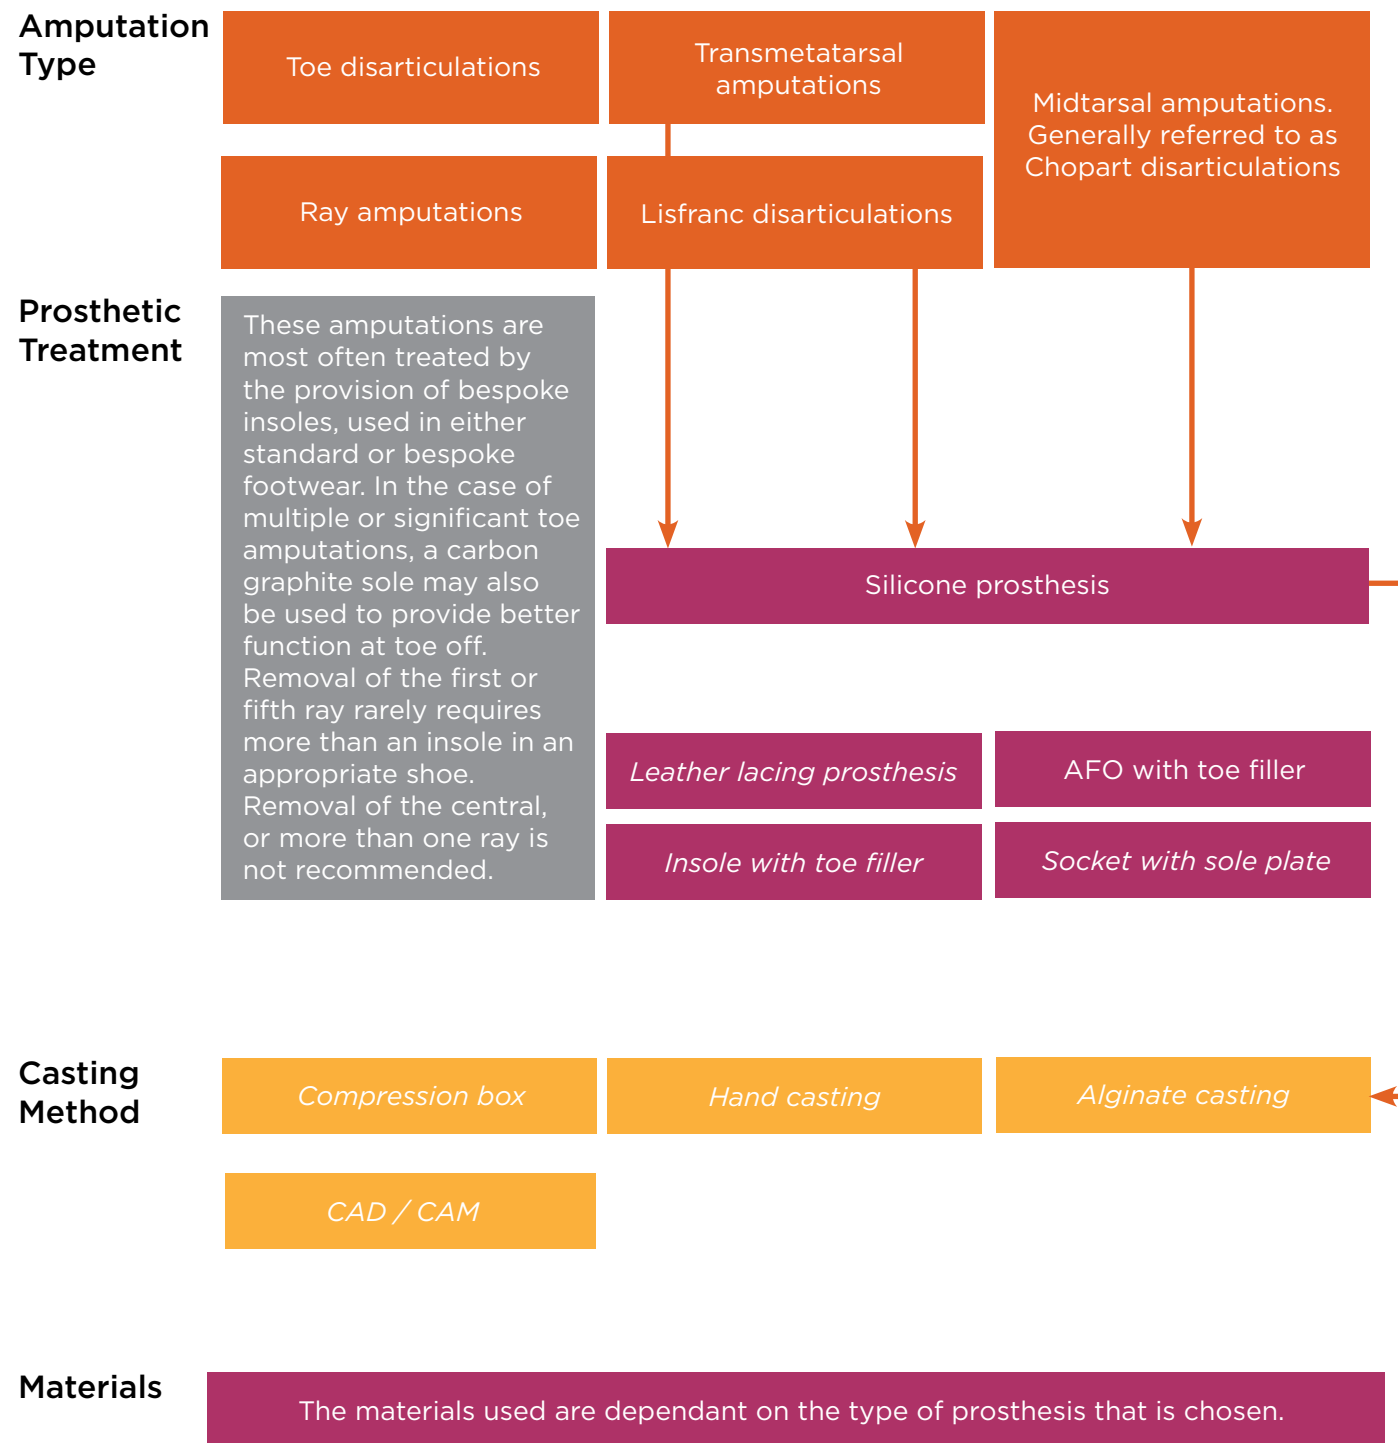 Amputation
Type
Toe disarticulations
Transmetatarsal
amputations
Midtarsal amputations.
Generally referred to as
Chopart disarticulations
Ray amputations
Lisfranc disarticulations
Prosthetic
Treatment
These amputations are
most often treated by
the provision of bespoke
insoles, used in either
standard or bespoke
footwear. In the case of
multiple or significant toe
amputations, a carbon
graphite sole may also
be used to provide better
function at toe off.
Removal of the first or
fifth ray rarely requires
more than an insole in an
appropriate shoe.
Removal of the central,
or more than one ray is
not recommended.
Silicone prosthesis
Leather lacing prosthesis
AFO with toe filler
Insole with toe filler
Socket with sole plate
Casting
Method
Compression box
Hand casting
Alginate casting
CAD / CAM
Materials
The materials used are dependant on the type of prosthesis that is chosen.